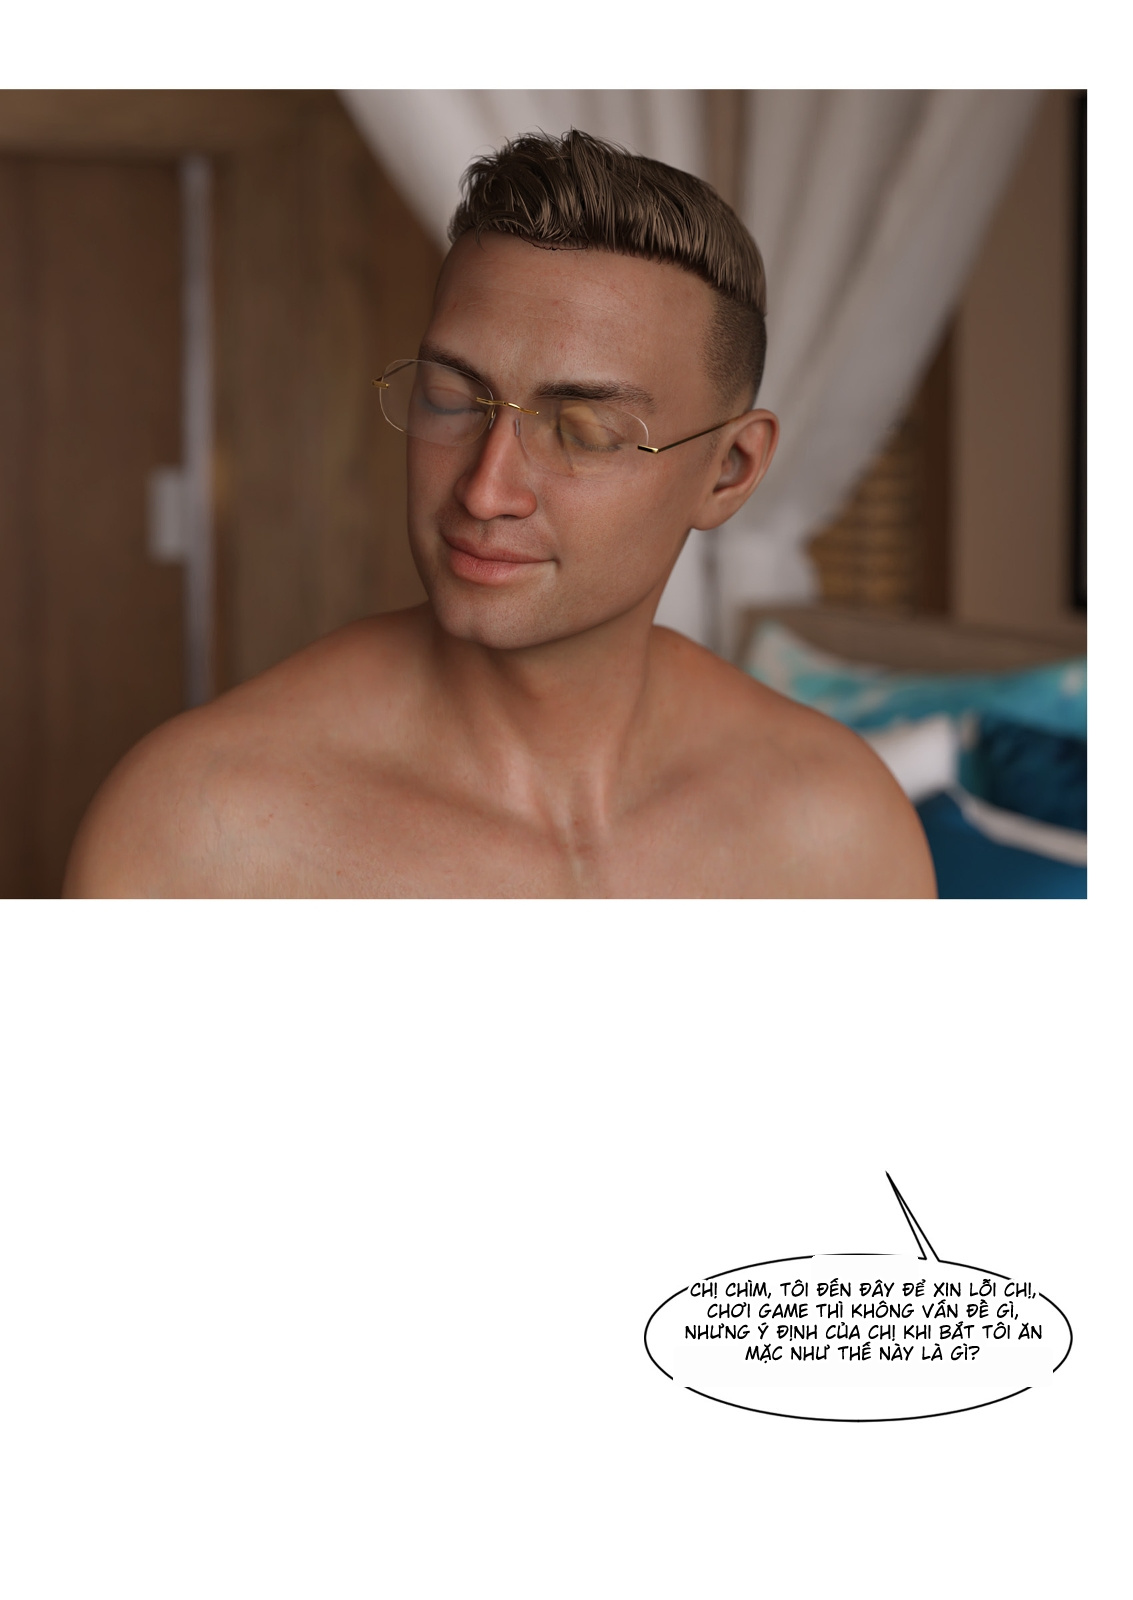 CHỊ CHÌM, TÔI ĐẾN ĐÂY ĐỂ XIN LỖI CHỊ,
CHƠI GAME THÌ KHÔNG VẤN ĐỀ GÌ,
NHƯNG Ý ĐỊNH CỦA CHỊ KHI BẮT TÔI ĂN
MẶC NHƯ THẾ NÀY LÀ GÌ?